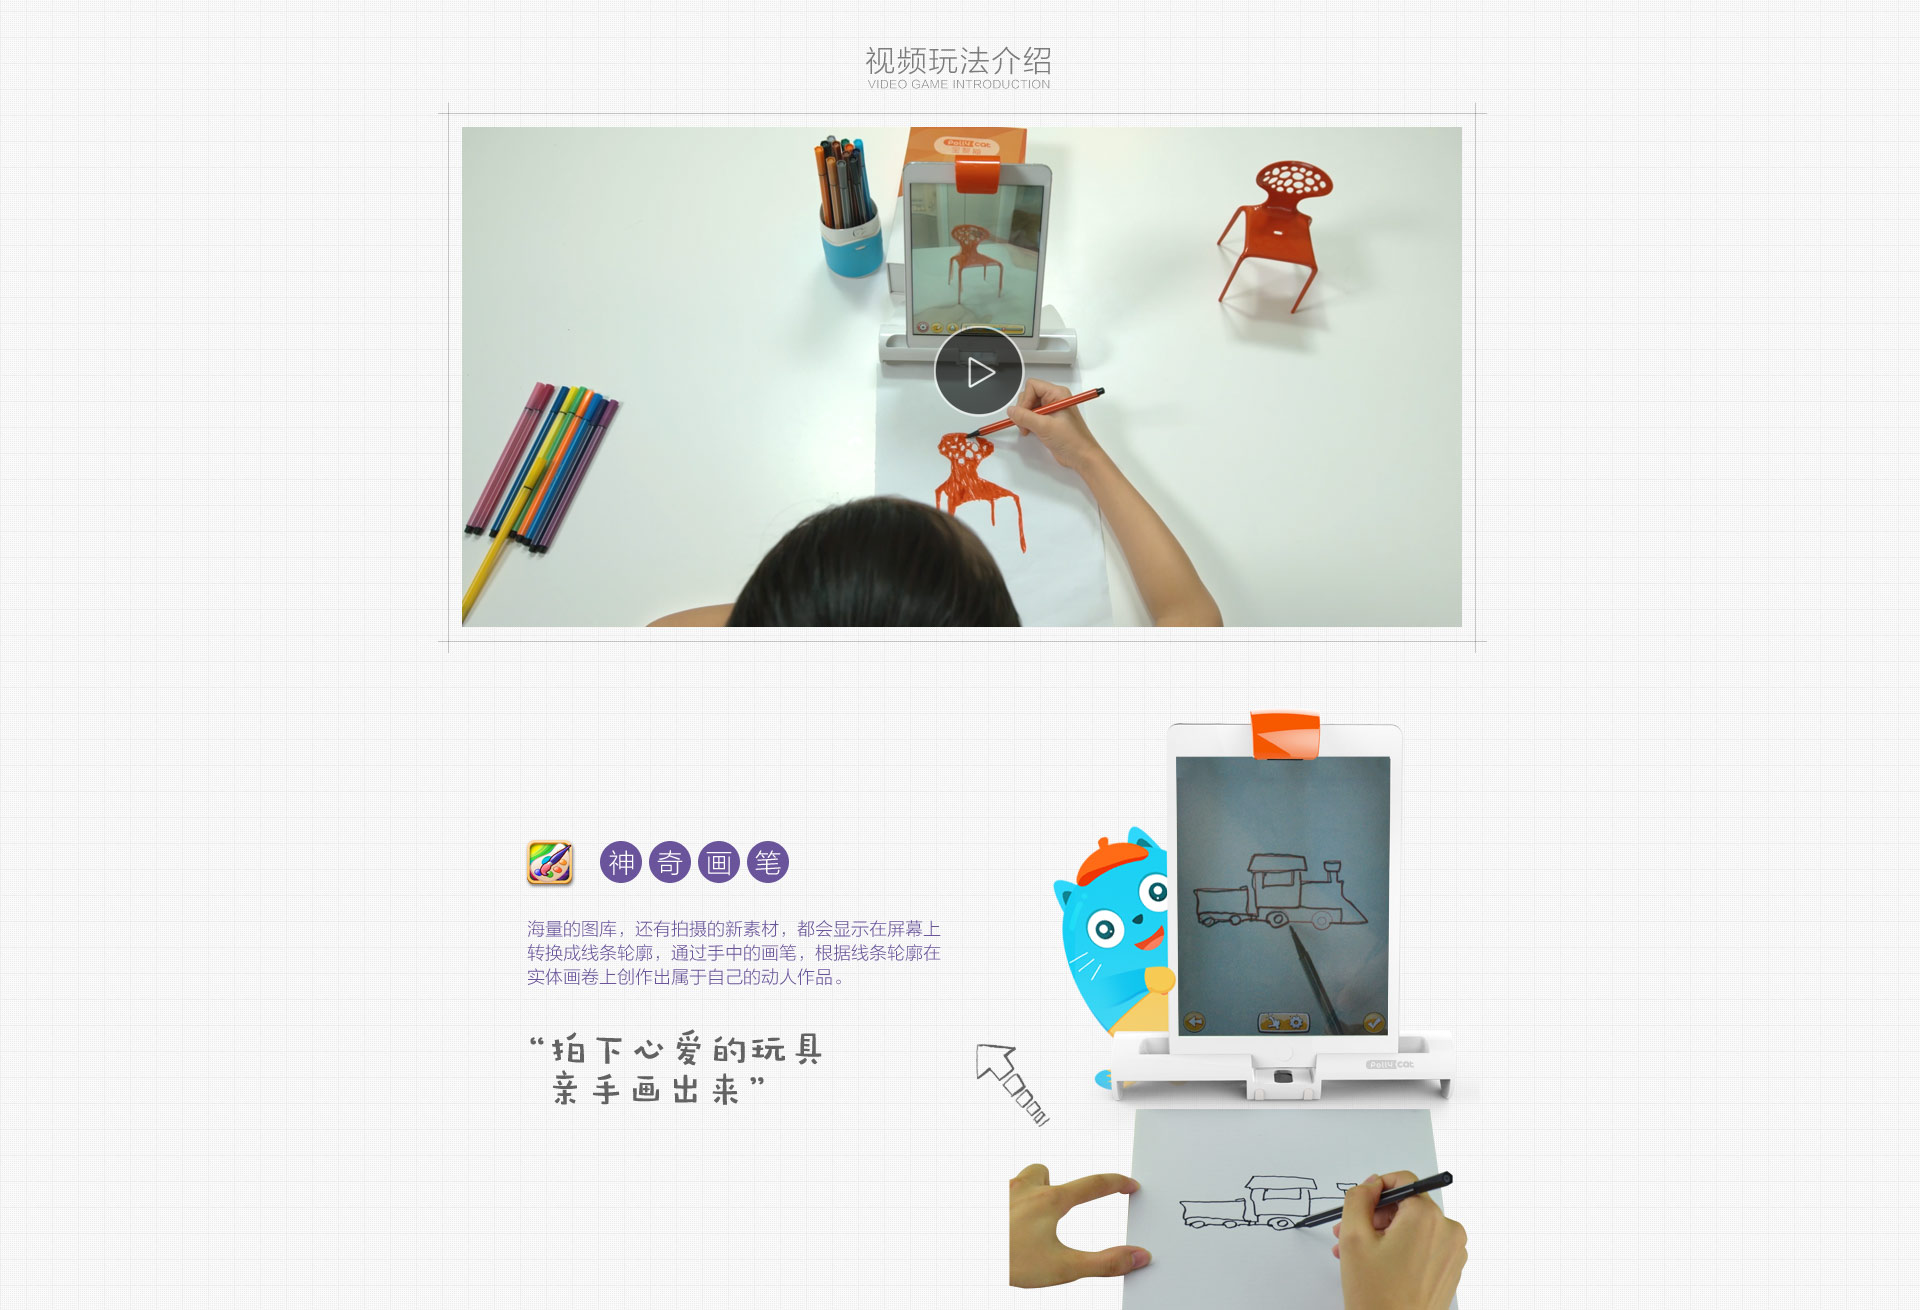 视频玩法介绍
VIDEO GAME INTRODUCTION
Polly cat
神奇画笔
海量的图库，还有拍摄的新素材，都会显示在屏幕上
转换成线条轮廓，通过手中的画笔，根据线条轮廓在
实体画卷上创作出属于自己的动人作品。
“拍下心爱的玩具
亲手画出来”
Polly cat